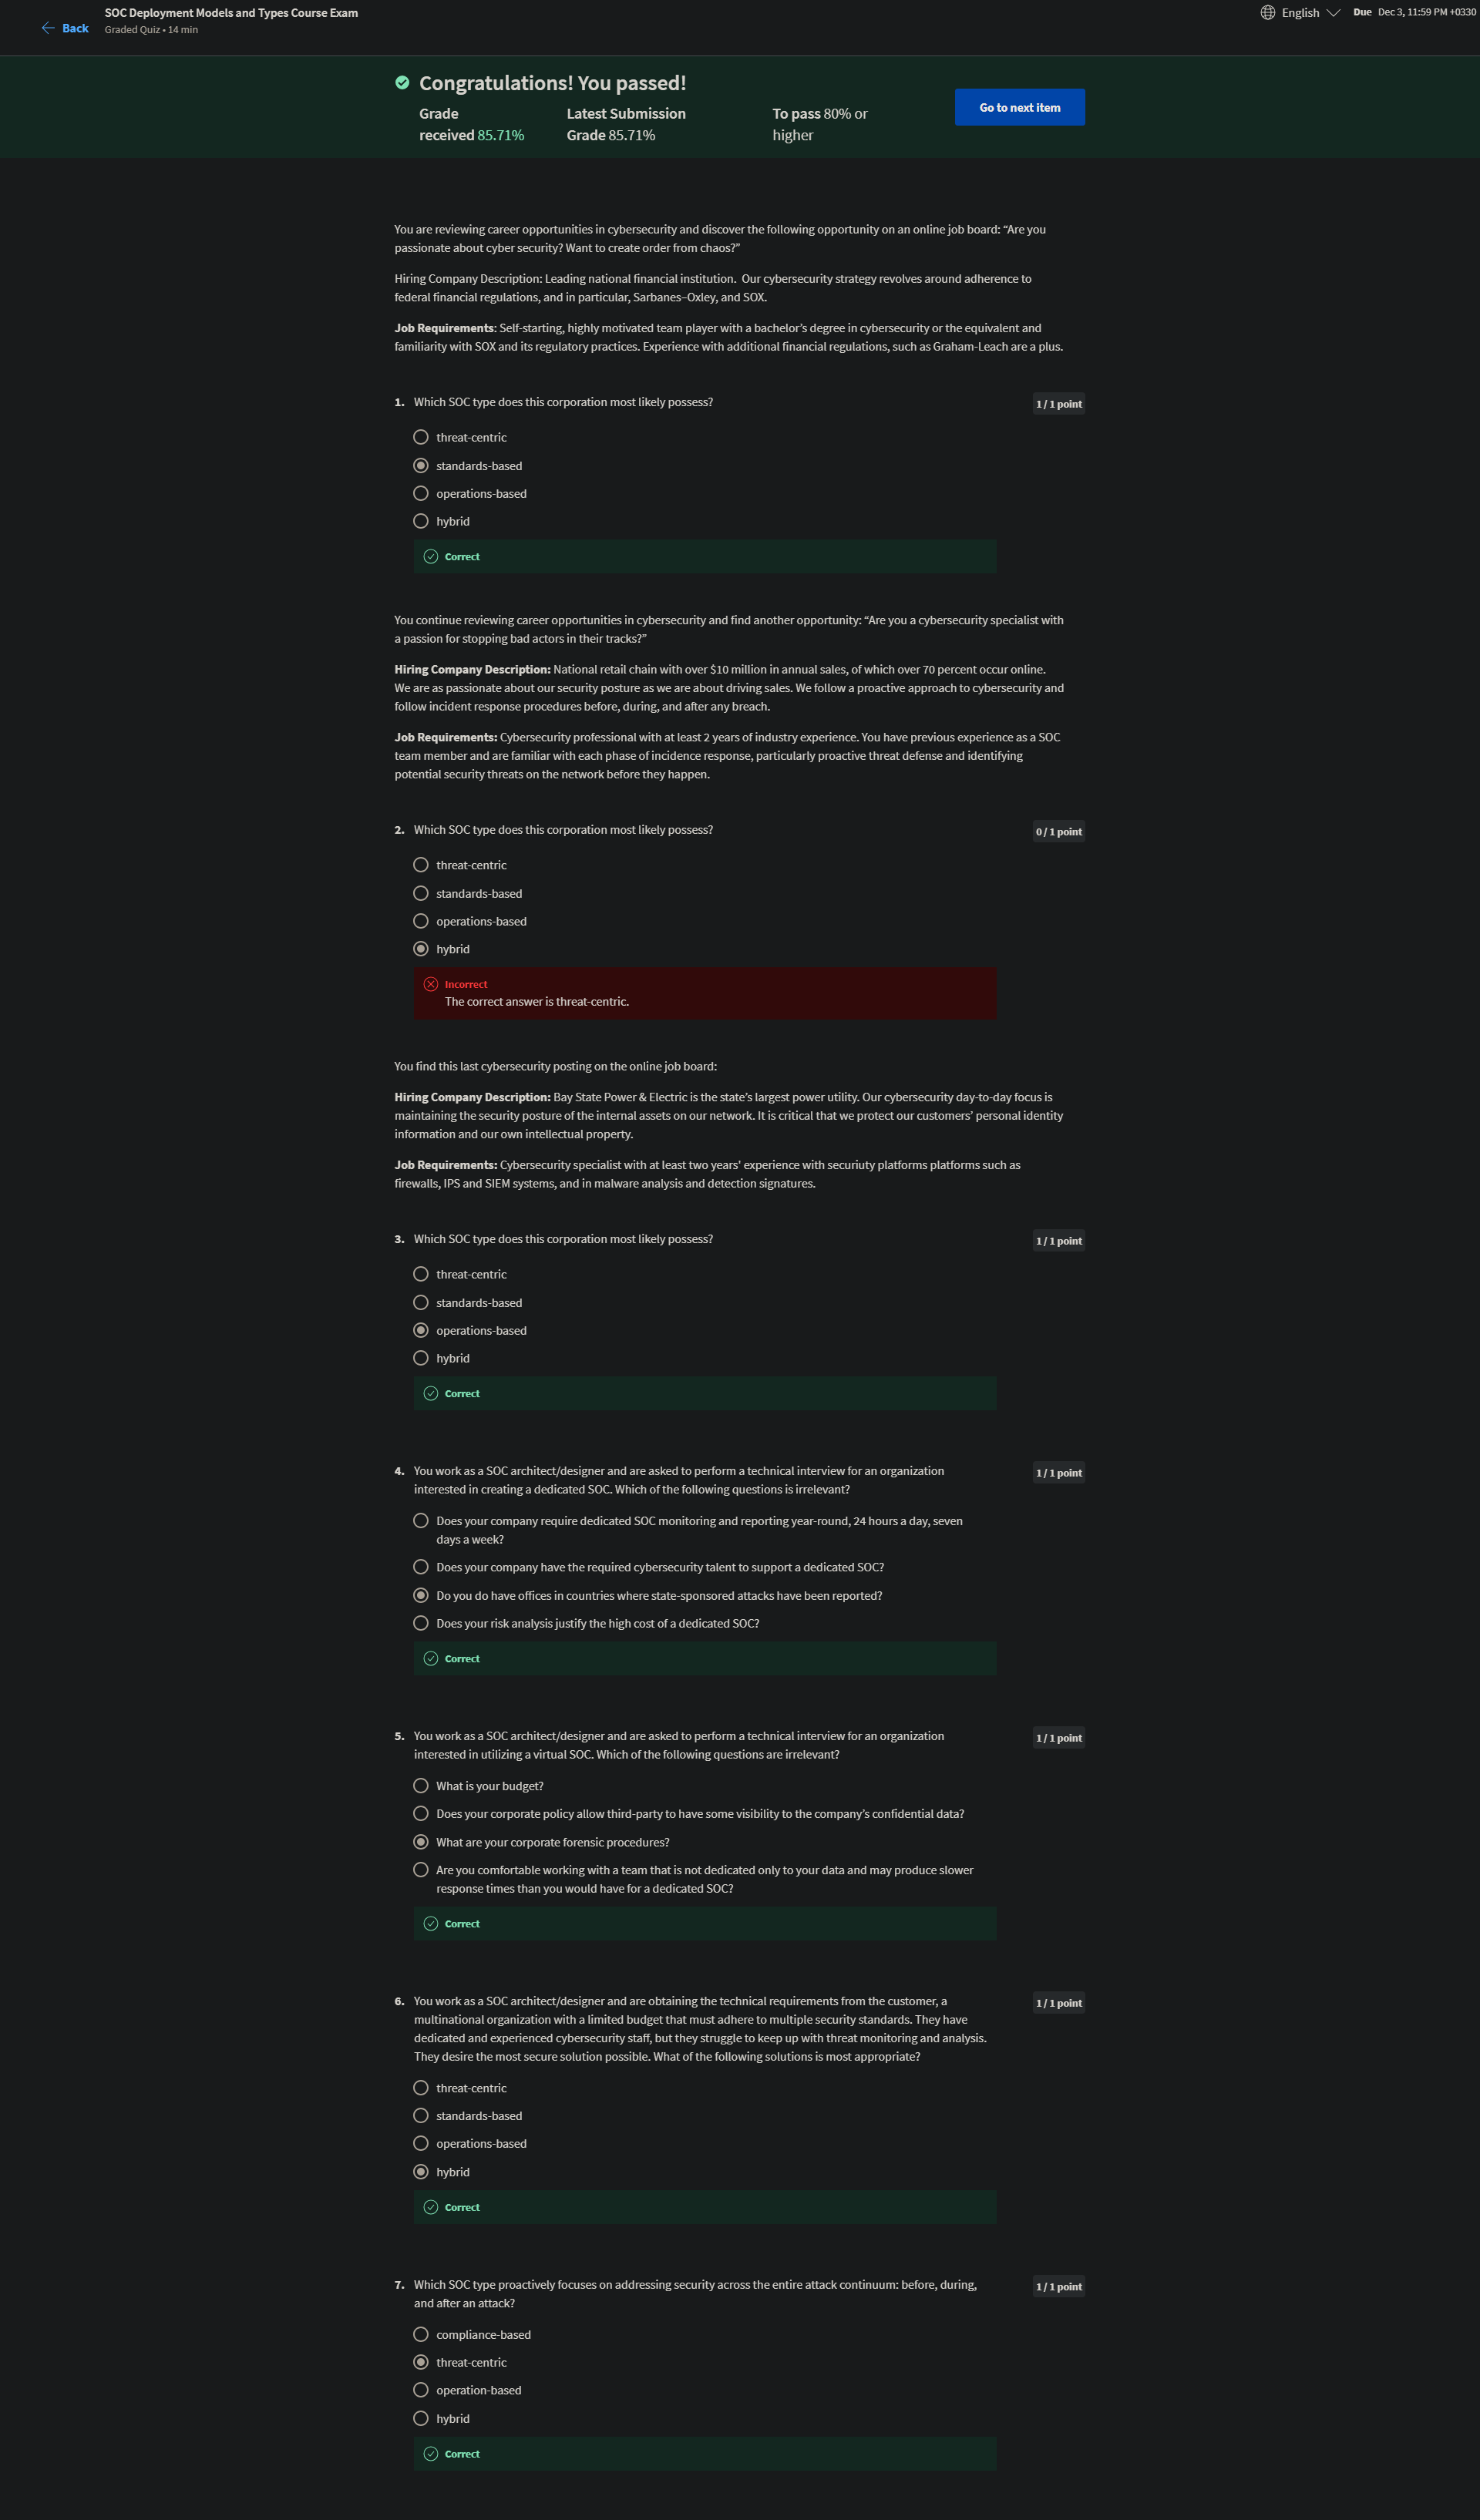 Back
SOC Deployment Models and Types Course Exam
Graded Quiz • 14 min
English
Due Dec 3, 11:59 PM +0330
Congratulations! You passed!
Grade
received 85.71%
Latest Submission
Grade 85.71%
To pass 80% or
higher
Go to next item
You are reviewing career opportunities in cybersecurity and discover the following opportunity on an online job board: “Are you
passionate about cyber security? Want to create order from chaos?”
Hiring Company Description: Leading national financial institution. Our cybersecurity strategy revolves around adherence to
federal financial regulations, and in particular, Sarbanes–Oxley, and SOX.
Job Requirements: Self-starting, highly motivated team player with a bachelor’s degree in cybersecurity or the equivalent and
familiarity with SOX and its regulatory practices. Experience with additional financial regulations, such as Graham-Leach are a plus.
1. Which SOC type does this corporation most likely possess?
1 / 1 point
threat-centric
standards-based
operations-based
hybrid
Correct
You continue reviewing career opportunities in cybersecurity and find another opportunity: “Are you a cybersecurity specialist with
a passion for stopping bad actors in their tracks?”
Hiring Company Description: National retail chain with over $10 million in annual sales, of which over 70 percent occur online.
We are as passionate about our security posture as we are about driving sales. We follow a proactive approach to cybersecurity and
follow incident response procedures before, during, and after any breach.
Job Requirements: Cybersecurity professional with at least 2 years of industry experience. You have previous experience as a SOC
team member and are familiar with each phase of incidence response, particularly proactive threat defense and identifying
potential security threats on the network before they happen.
2. Which SOC type does this corporation most likely possess?
0 / 1 point
threat-centric
standards-based
operations-based
hybrid
Incorrect
The correct answer is threat-centric.
You find this last cybersecurity posting on the online job board:
Hiring Company Description: Bay State Power & Electric is the state’s largest power utility. Our cybersecurity day-to-day focus is
maintaining the security posture of the internal assets on our network. It is critical that we protect our customers’ personal identity
information and our own intellectual property.
Job Requirements: Cybersecurity specialist with at least two years' experience with securiuty platforms platforms such as
firewalls, IPS and SIEM systems, and in malware analysis and detection signatures.
3. Which SOC type does this corporation most likely possess?
1 / 1 point
threat-centric
standards-based
operations-based
hybrid
Correct
4. You work as a SOC architect/designer and are asked to perform a technical interview for an organization
interested in creating a dedicated SOC. Which of the following questions is irrelevant?
1 / 1 point
Does your company require dedicated SOC monitoring and reporting year-round, 24 hours a day, seven
days a week?
Does your company have the required cybersecurity talent to support a dedicated SOC?
Do you do have offices in countries where state-sponsored attacks have been reported?
Does your risk analysis justify the high cost of a dedicated SOC?
Correct
5. You work as a SOC architect/designer and are asked to perform a technical interview for an organization
interested in utilizing a virtual SOC. Which of the following questions are irrelevant?
1 / 1 point
What is your budget?
Does your corporate policy allow third-party to have some visibility to the company’s confidential data?
What are your corporate forensic procedures?
Are you comfortable working with a team that is not dedicated only to your data and may produce slower
response times than you would have for a dedicated SOC?
Correct
6. You work as a SOC architect/designer and are obtaining the technical requirements from the customer, a
multinational organization with a limited budget that must adhere to multiple security standards. They have
dedicated and experienced cybersecurity staff, but they struggle to keep up with threat monitoring and analysis.
They desire the most secure solution possible. What of the following solutions is most appropriate?
1 / 1 point
threat-centric
standards-based
operations-based
hybrid
Correct
7. Which SOC type proactively focuses on addressing security across the entire attack continuum: before, during,
and after an attack?
1 / 1 point
compliance-based
threat-centric
operation-based
hybrid
Correct